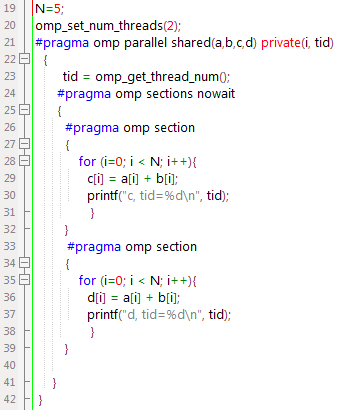 19 N=5;
20 omp_set_num_threads(2);
21 #pragma omp parallel shared(a,b,c,d) private(i, tid)
22 {
23 tid = omp_get_thread_num();
24 #pragma omp sections nowait
25 {
26 #pragma omp section
27 {
28 for (i=0; i < N; i++){
29 c[i] = a[i] + b[i];
30 printf("c, tid=%d\n", tid);
31 }
32 }
33 #pragma omp section
34 {
35 for (i=0; i < N; i++){
36 d[i] = a[i] + b[i];
37 printf("d, tid=%d\n", tid);
38 }
39 }
40
41 }
42 }